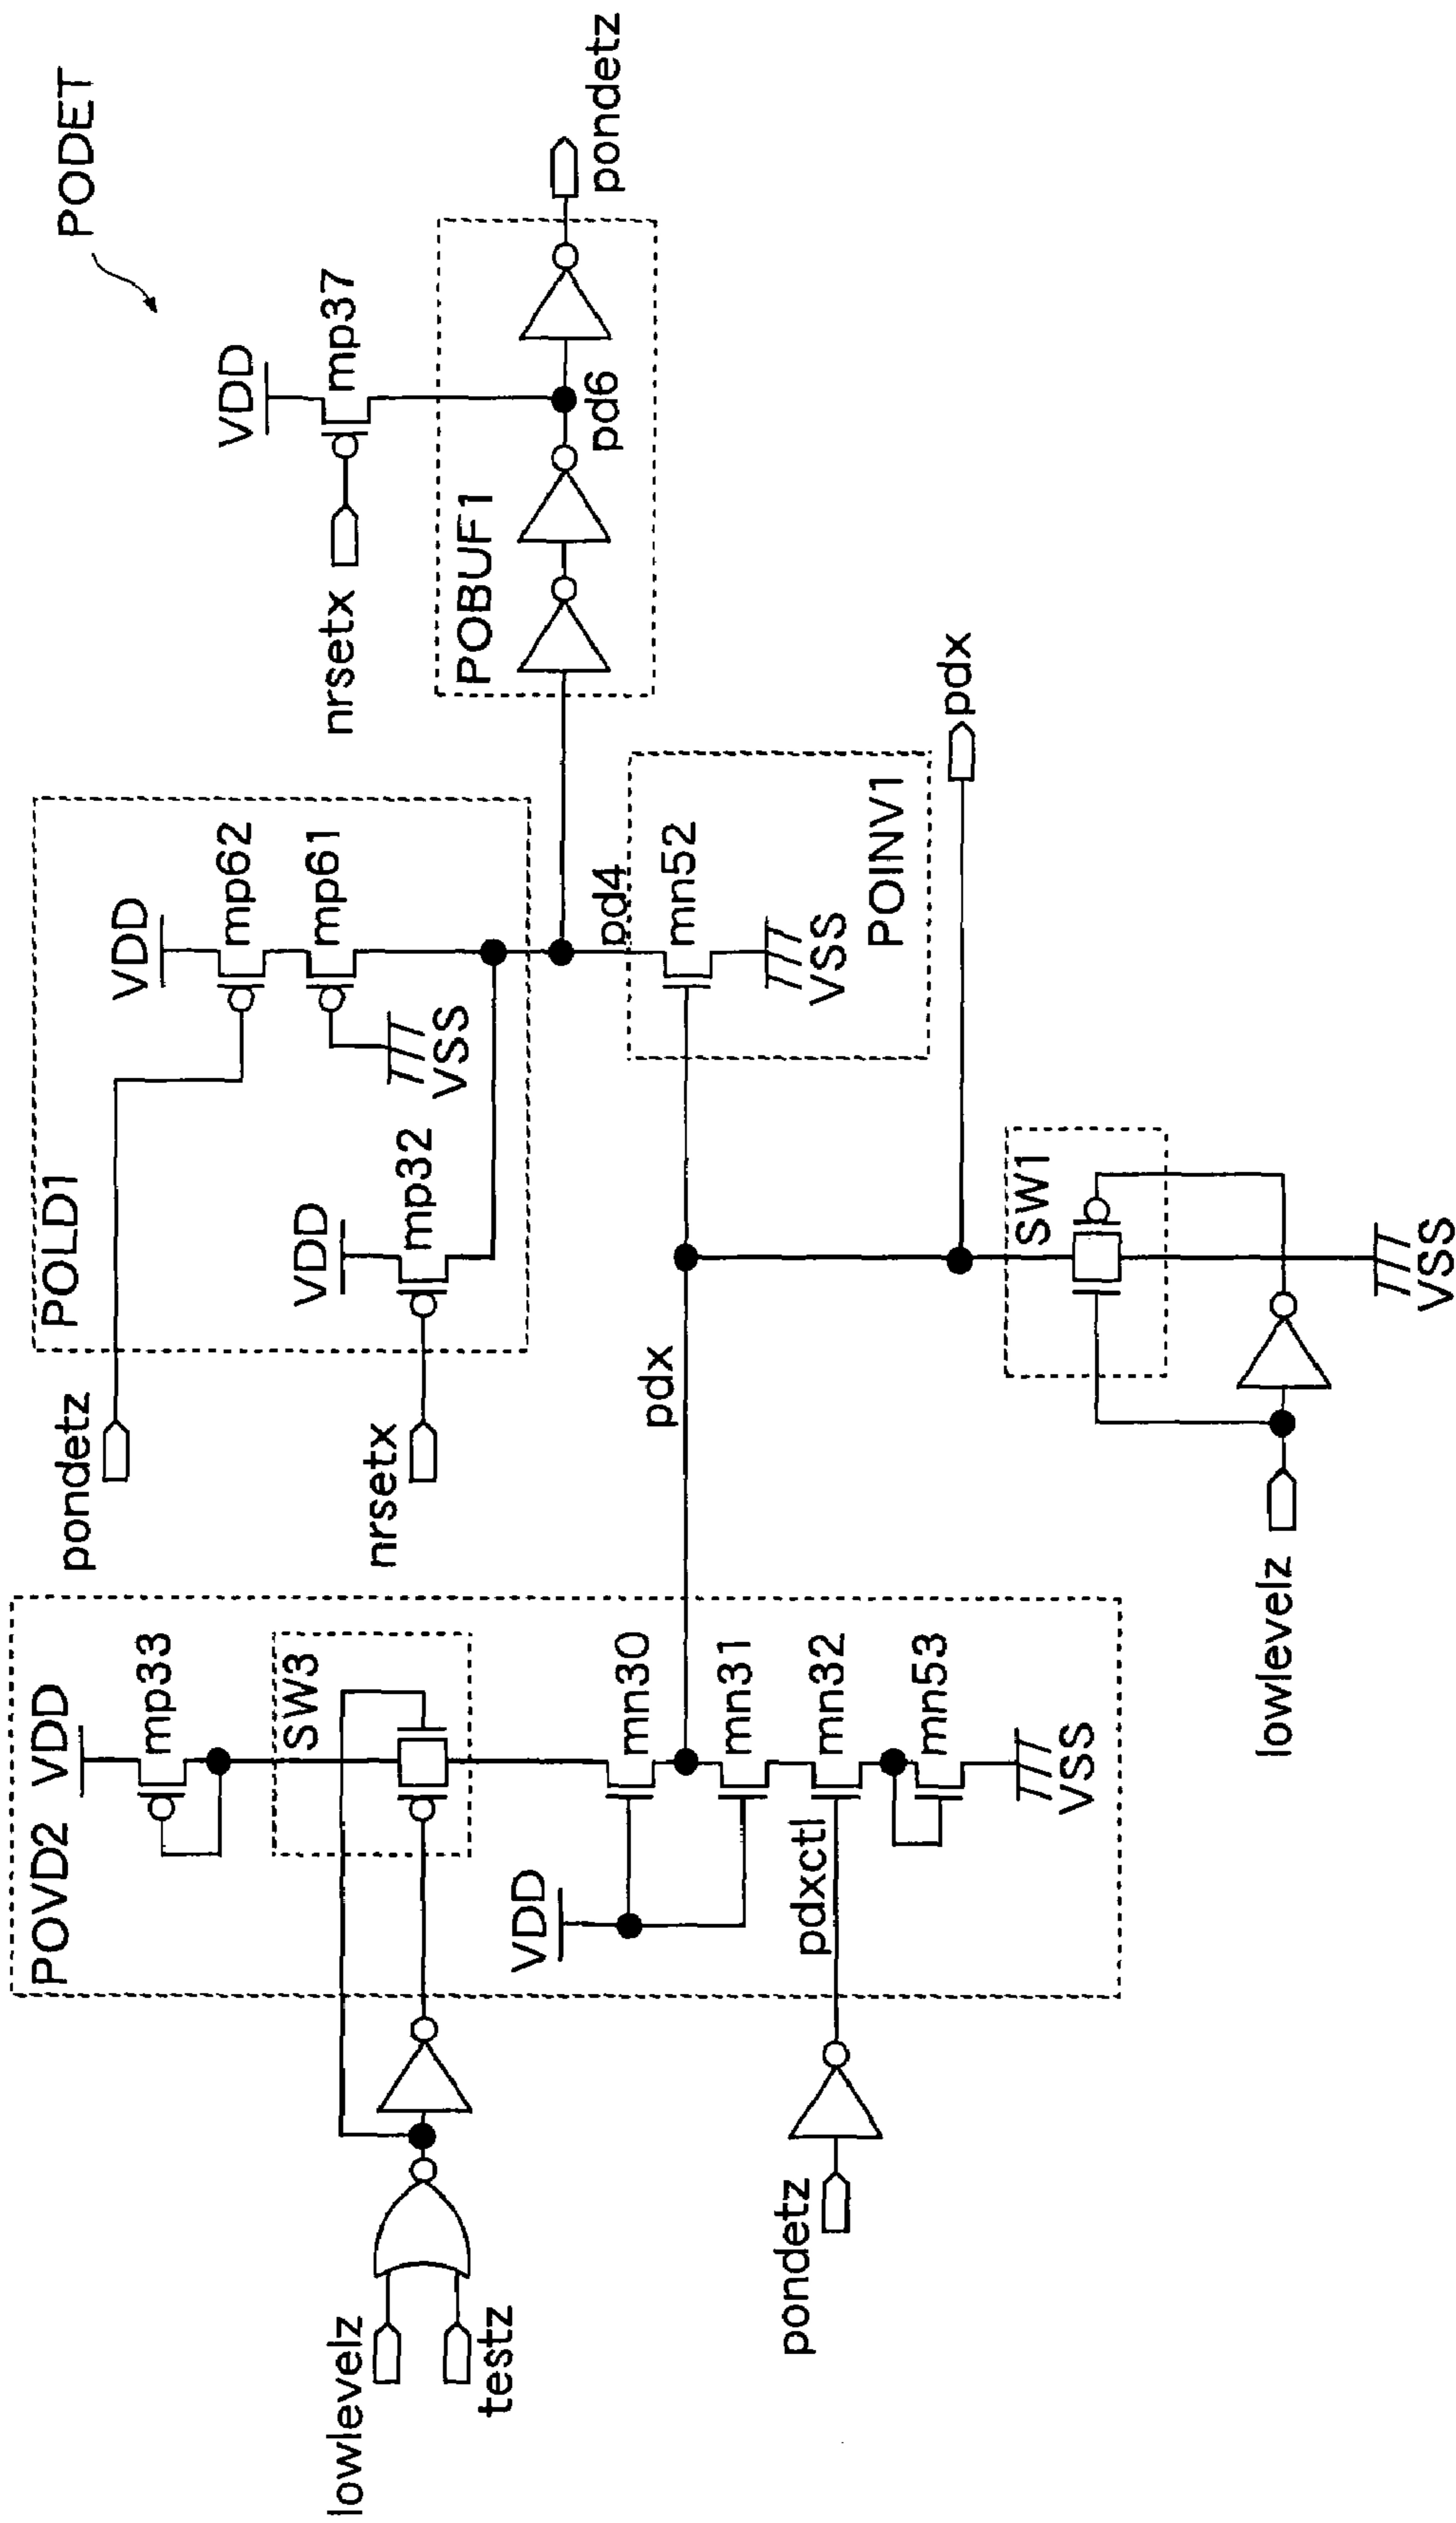 PODET
POVD2
VDD
mp33
SW3
lowlevelz
testz
VDD
mn30
mn31
pdxctl
mn32
mn53
VSS
pondetz
pondetz
POLD1
VDD
mp62
mp61
VSS
VDD
mp32
nrsetx
pd4
mn52
VSS
POINV1
pdx
pdx
SW1
lowlevelz
VSS
VDD
mp37
nrsetx
POBUF1
pd6
pondetz